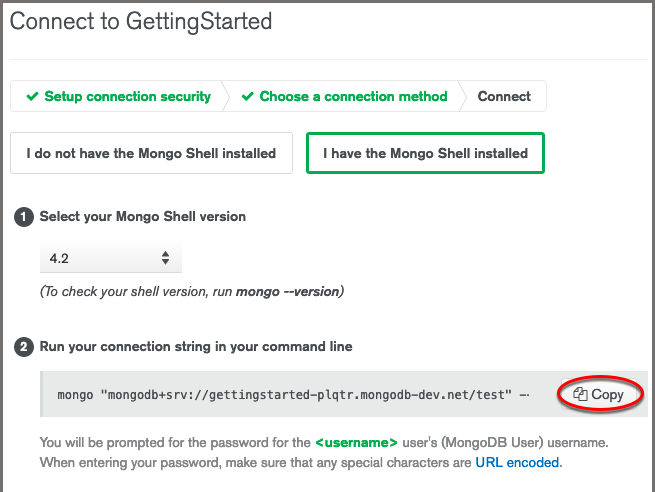 Connect to GettingStarted
Setup connection security
Choose a connection method
Connect
I do not have the Mongo Shell installed
I have the Mongo Shell installed
1 Select your Mongo Shell version
4.2
(To check your shell version, run mongo --version)
2 Run your connection string in your command line
mongo "mongodb+srv://gettingstarted-plqtr.mongodb-dev.net/test" --
Copy
You will be prompted for the password for the <username> user's (MongoDB User) username.
When entering your password, make sure that any special characters are URL encoded.